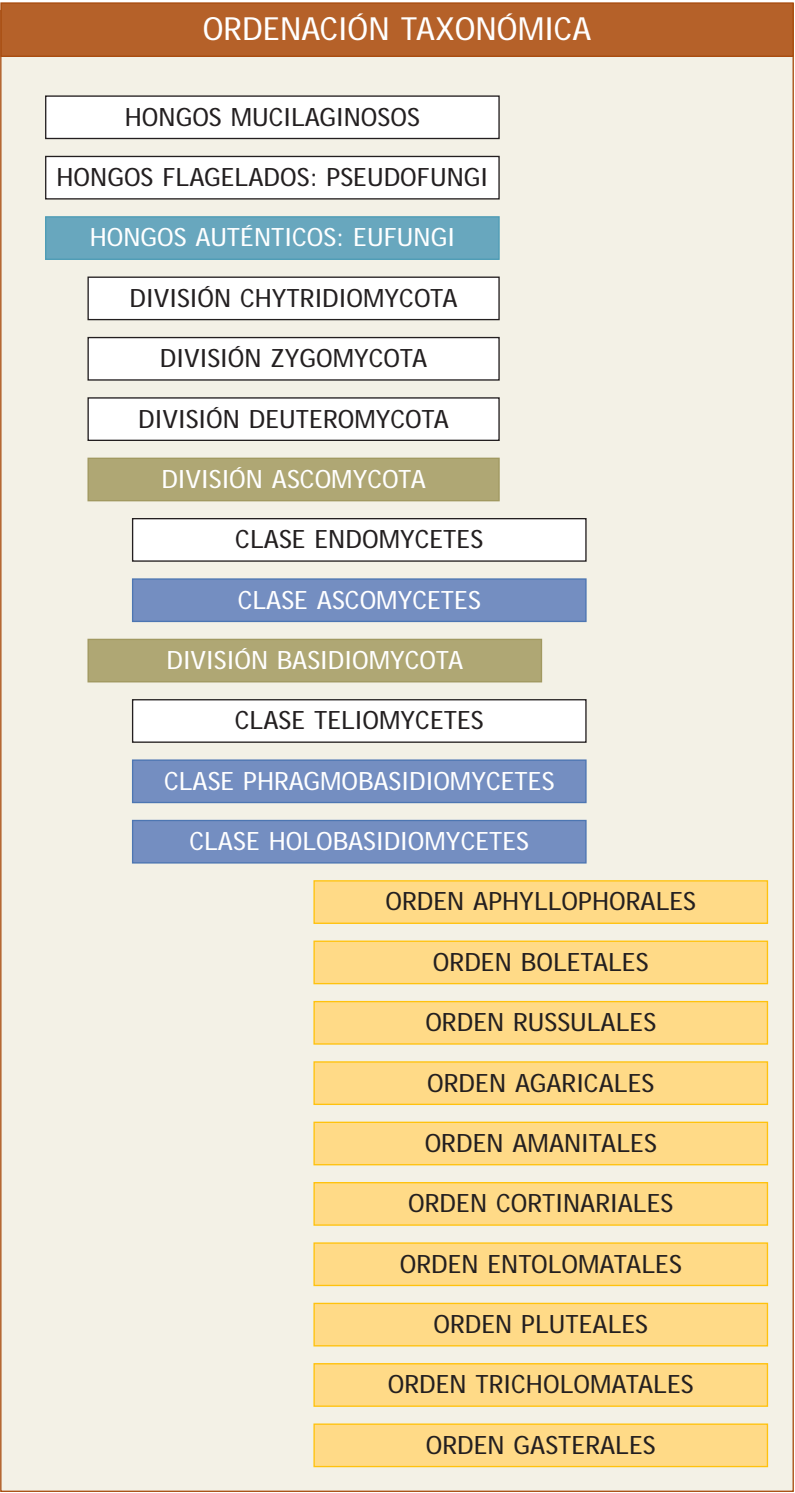 ORDENACIÓN TAXONÓMICA
HONGOS MUCILAGINOSOS
HONGOS FLAGELADOS: PSEUDOFUNGI
HONGOS AUTÉNTICOS: EUFUNGI
DIVISIÓN CHYTRIDIOMYCOTA
DIVISIÓN ZYGOMYCOTA
DIVISIÓN DEUTEROMYCOTA
DIVISIÓN ASCOMYCOTA
CLASE ENDOMYCETES
CLASE ASCOMYCETES
DIVISIÓN BASIDIOMYCOTA
CLASE TELIOMYCETES
CLASE PHRAGMOBASIDIOMYCETES
CLASE HOLOBASIDIOMYCETES
ORDEN APHYLLOPHORALES
ORDEN BOLETALES
ORDEN RUSSULALES
ORDEN AGARICALES
ORDEN AMANITALES
ORDEN CORTINARIALES
ORDEN ENTOLOMATALES
ORDEN PLUTEALES
ORDEN TRICHOLOMATALES
ORDEN GASTERALES